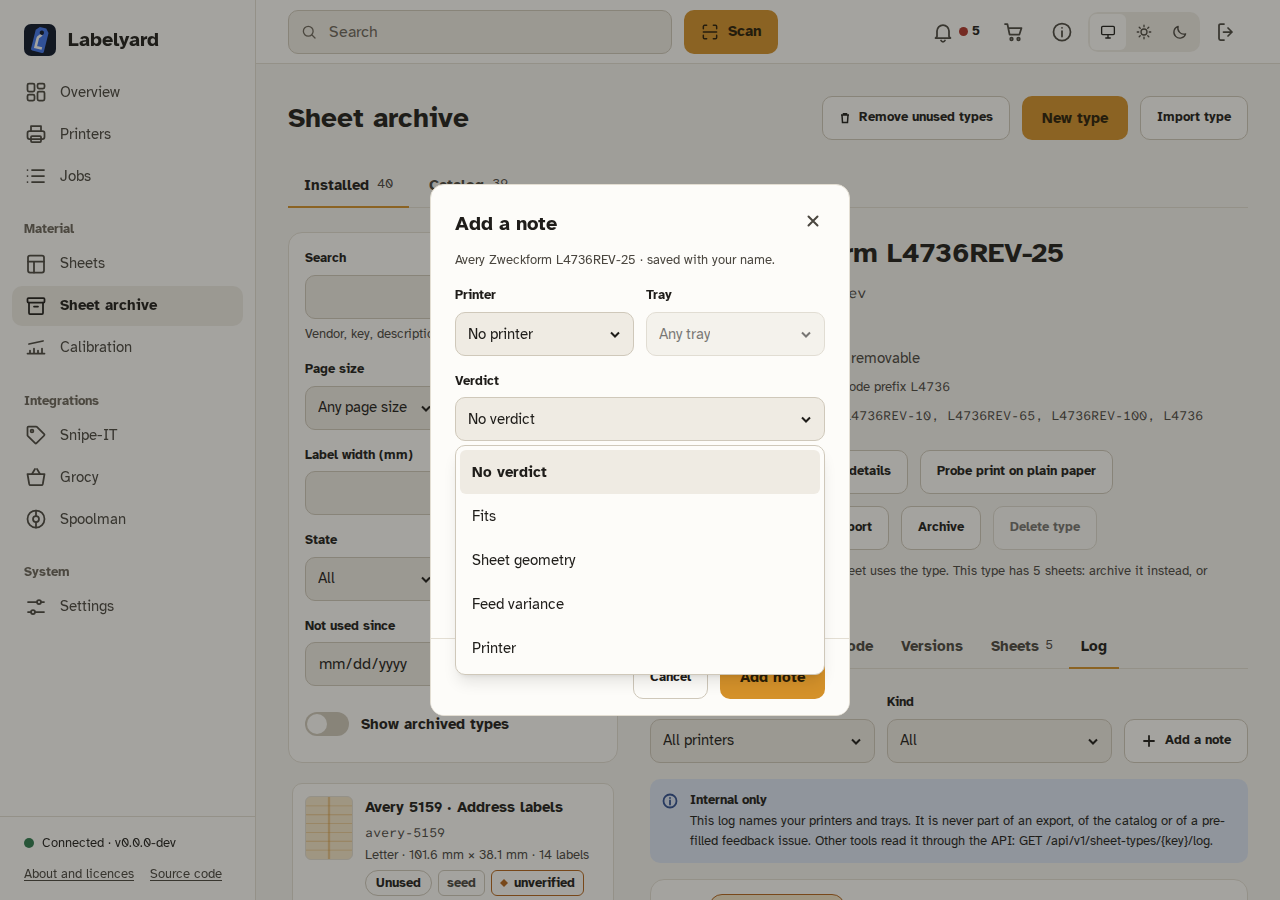 Labelyard
Search
Scan
5
Overview
Printers
Jobs
Material
Sheets
Sheet archive
Calibration
Integrations
Snipe-IT
Grocy
Spoolman
System
Settings
Connected · v0.0.0-dev
About and licences
Source code
Sheet archive
Remove unused types
New type
Import type
Installed 40
Catalog 39
Search
Vendor, key, descriptio
Page size
Any page size
Label width (mm)
State
All
Not used since
mm/dd/yyyy
Show archived types
Avery 5159 · Address labels
avery-5159
Letter · 101.6 mm × 38.1 mm · 14 labels
Unused
seed
unverified
Add a note
Avery Zweckform L4736REV-25 · saved with your name.
Printer
Tray
No printer
Any tray
Verdict
No verdict
No verdict
Fits
Sheet geometry
Feed variance
Printer
Cancel
Add note
rm L4736REV-25
ev
removable
ode prefix L4736
4736REV-10, L4736REV-65, L4736REV-100, L4736
details
Probe print on plain paper
port
Archive
Delete type
eet uses the type. This type has 5 sheets: archive it instead, or
ode
Versions
Sheets 5
Log
Kind
All printers
All
Add a note
Internal only
This log names your printers and trays. It is never part of an export, of the catalog or of a pre-
filled feedback issue. Other tools read it through the API: GET /api/v1/sheet-types/{key}/log.